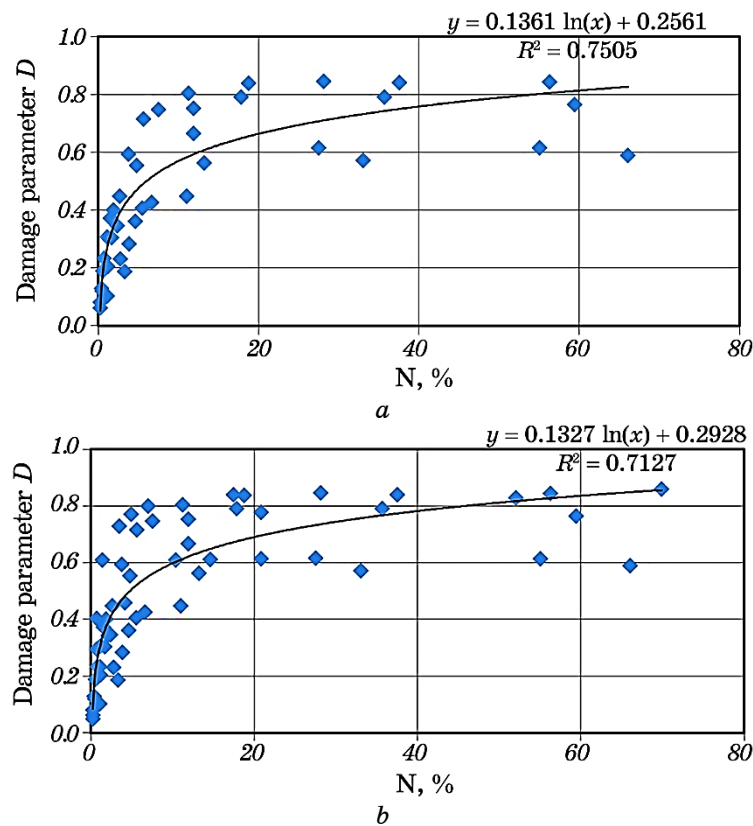 y = 0.1361 ln(x) + 0.2561
R² = 0.7505
Damage parameter D
1.0
0.8
0.6
0.4
0.2
0.0
0 20 40 60 80
N, %
a
y = 0.1327 ln(x) + 0.2928
R² = 0.7127
Damage parameter D
1.0
0.8
0.6
0.4
0.2
0.0
0 20 40 60 80
N, %
b